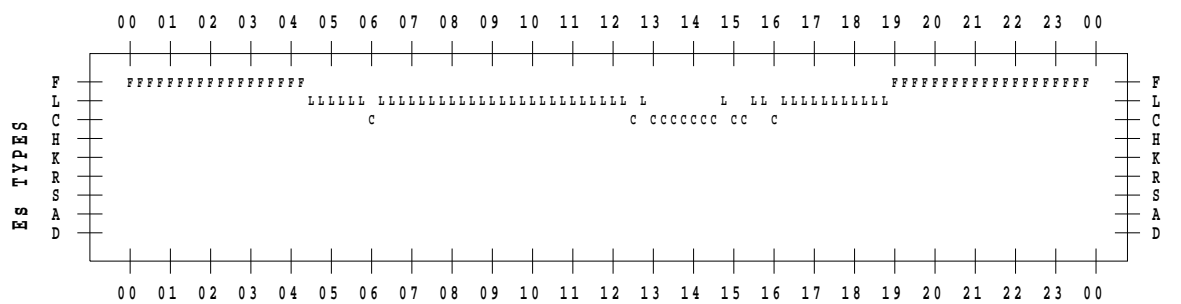 00 01 02 03 04 05 06 07 08 09 10 11 12 13 14 15 16 17 18 19 20 21 22 23 00
F FFFFFFFFFFFFFFFFFF FFFFFFFFFFFFFFFFFFFF F
L LLLLLL LLLLLLLLLLLLLLLLLLLLLLLLL L L LL LLLLLLLLLLL L
C C C CCCCCCC CC C C
H H
K K
R R
S S
A A
D D
Es TYPES
00 01 02 03 04 05 06 07 08 09 10 11 12 13 14 15 16 17 18 19 20 21 22 23 00